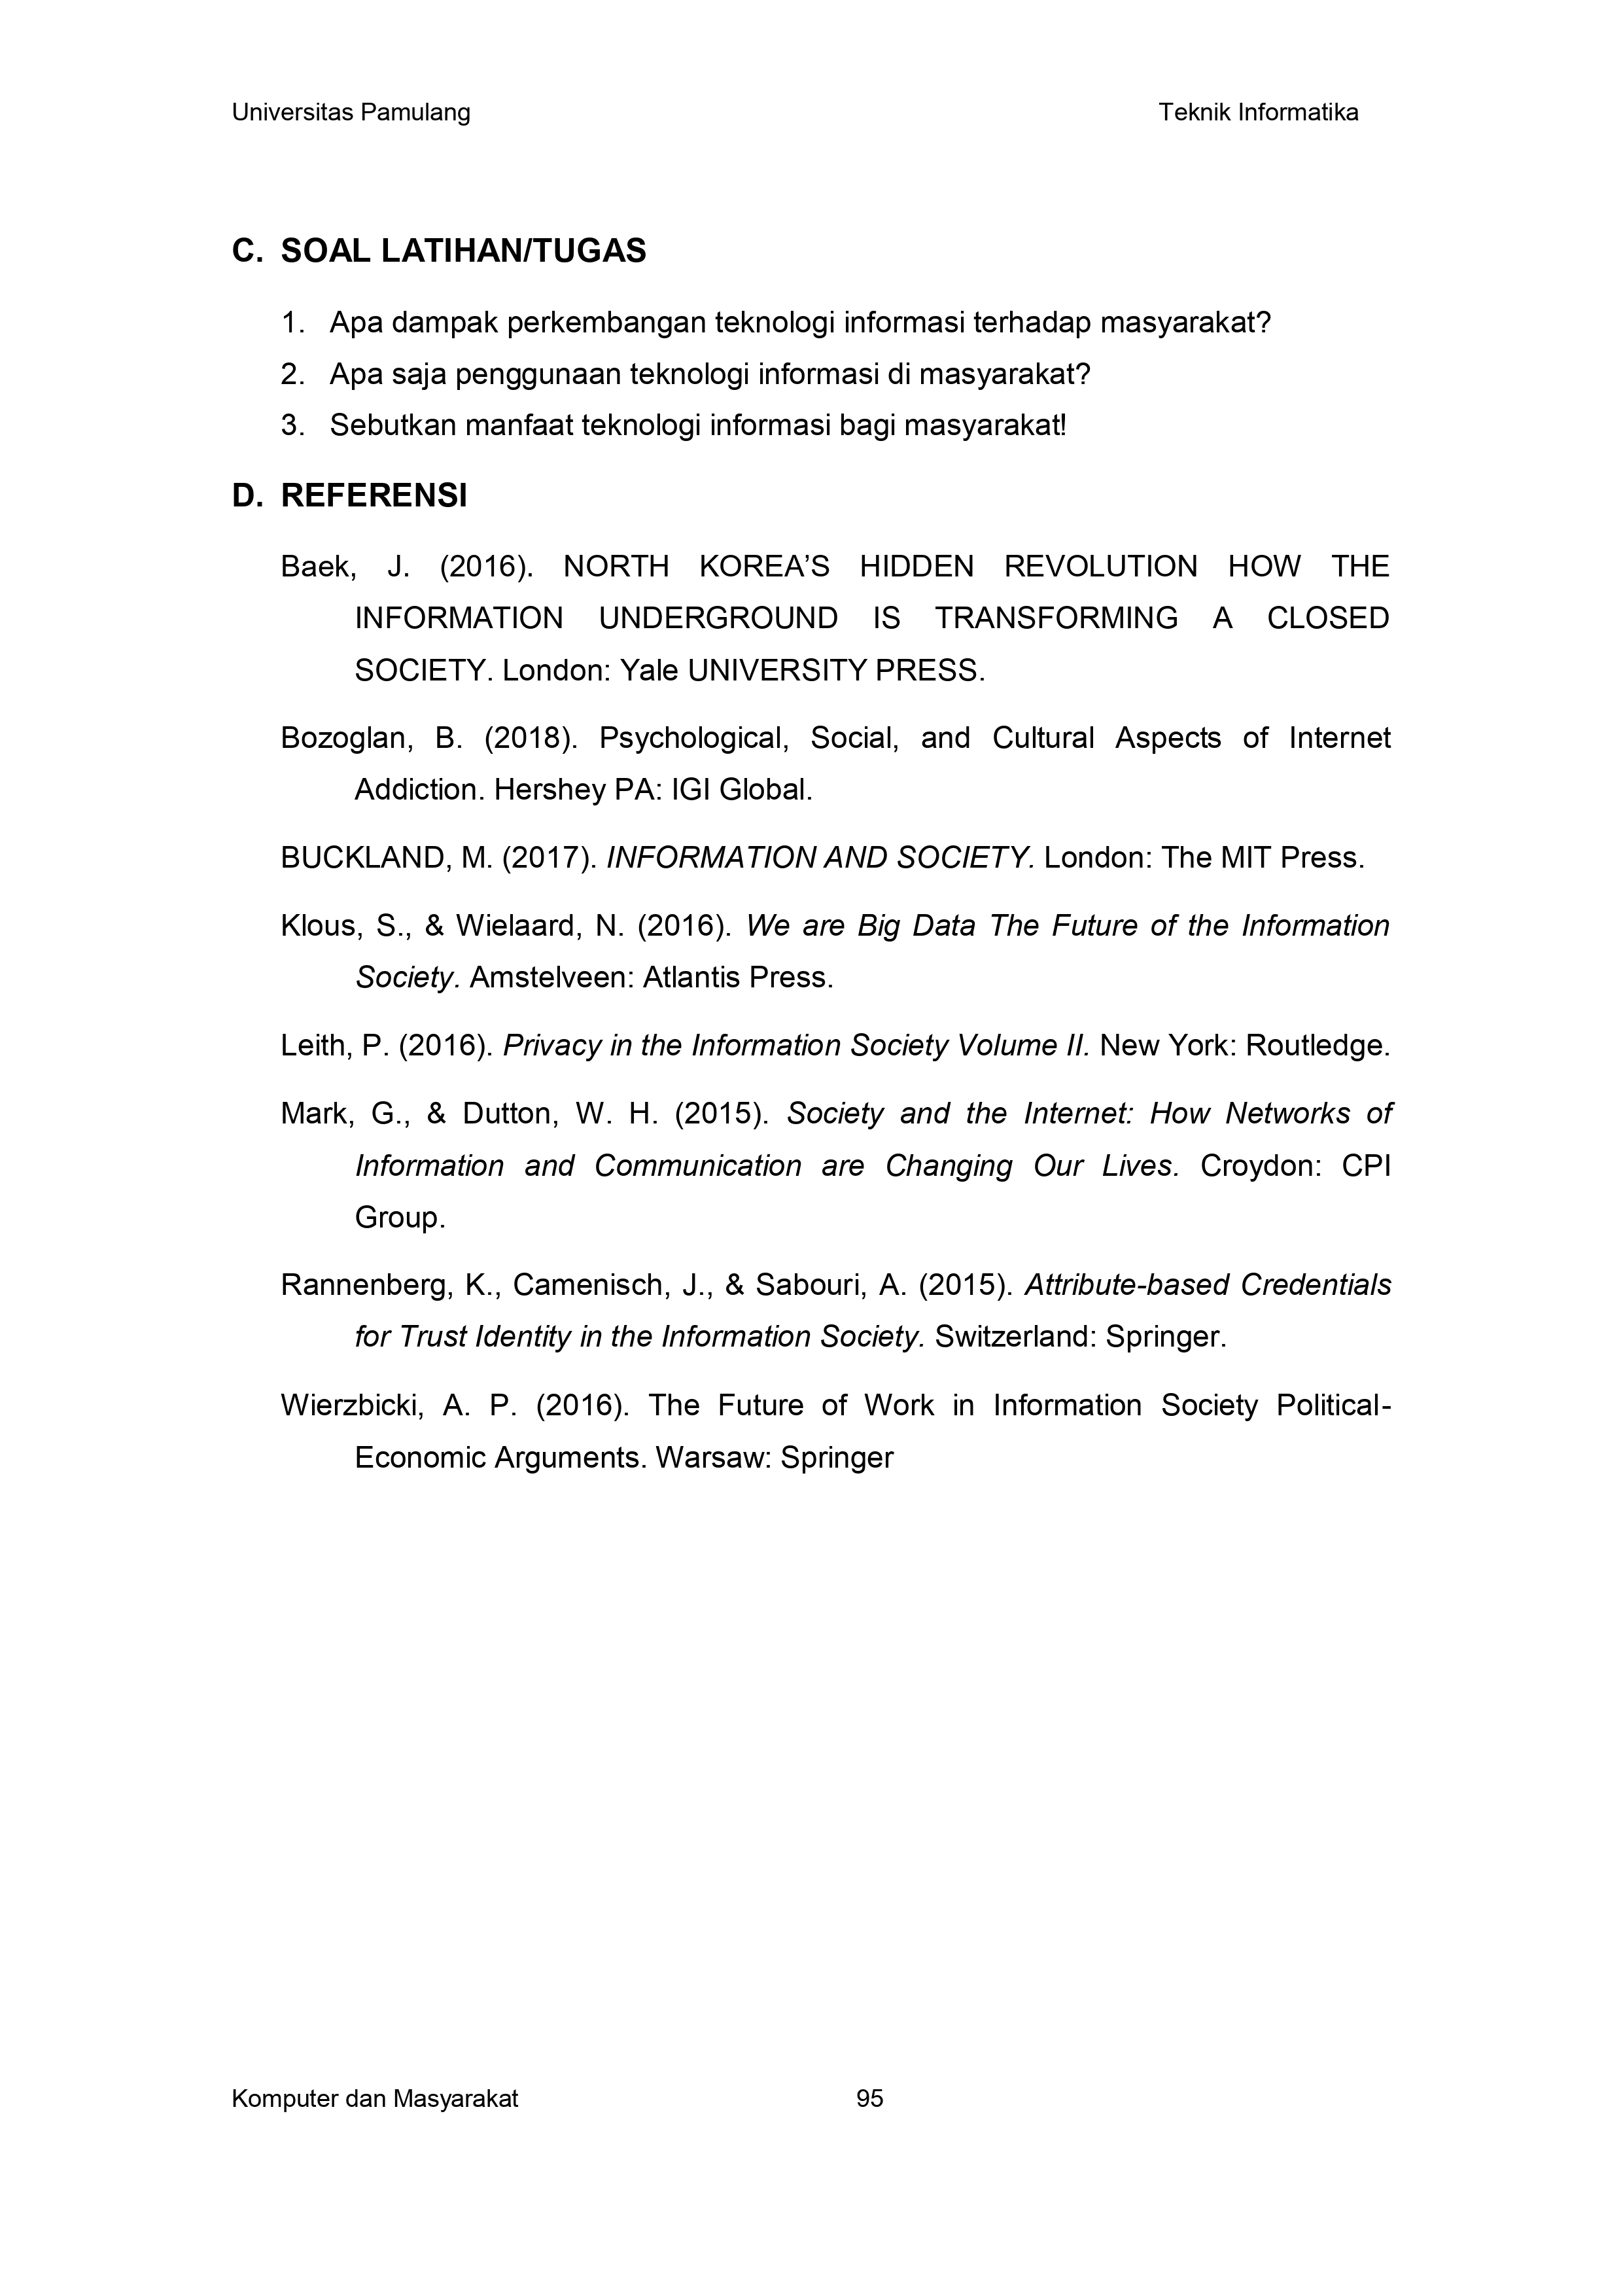 Universitas Pamulang Teknik Informatika
C. SOAL LATIHAN/TUGAS
1. Apa dampak perkembangan teknologi informasi terhadap masyarakat?
2. Apa saja penggunaan teknologi informasi di masyarakat?
3. Sebutkan manfaat teknologi informasi bagi masyarakat!
D. REFERENSI
Baek, J. (2016). NORTH KOREA’S HIDDEN REVOLUTION HOW THE
INFORMATION UNDERGROUND IS TRANSFORMING A CLOSED
SOCIETY. London: Yale UNIVERSITY PRESS.
Bozoglan, B. (2018). Psychological, Social, and Cultural Aspects of Internet
Addiction. Hershey PA: IGI Global.
BUCKLAND, M. (2017). INFORMATION AND SOCIETY. London: The MIT Press.
Klous, S., & Wielaard, N. (2016). We are Big Data The Future of the Information
Society. Amstelveen: Atlantis Press.
Leith, P. (2016). Privacy in the Information Society Volume II. New York: Routledge.
Mark, G., & Dutton, W. H. (2015). Society and the Internet: How Networks of
Information and Communication are Changing Our Lives. Croydon: CPI
Group.
Rannenberg, K., Camenisch, J., & Sabouri, A. (2015). Attribute-based Credentials
for Trust Identity in the Information Society. Switzerland: Springer.
Wierzbicki, A. P. (2016). The Future of Work in Information Society Political-
Economic Arguments. Warsaw: Springer
Komputer dan Masyarakat 95